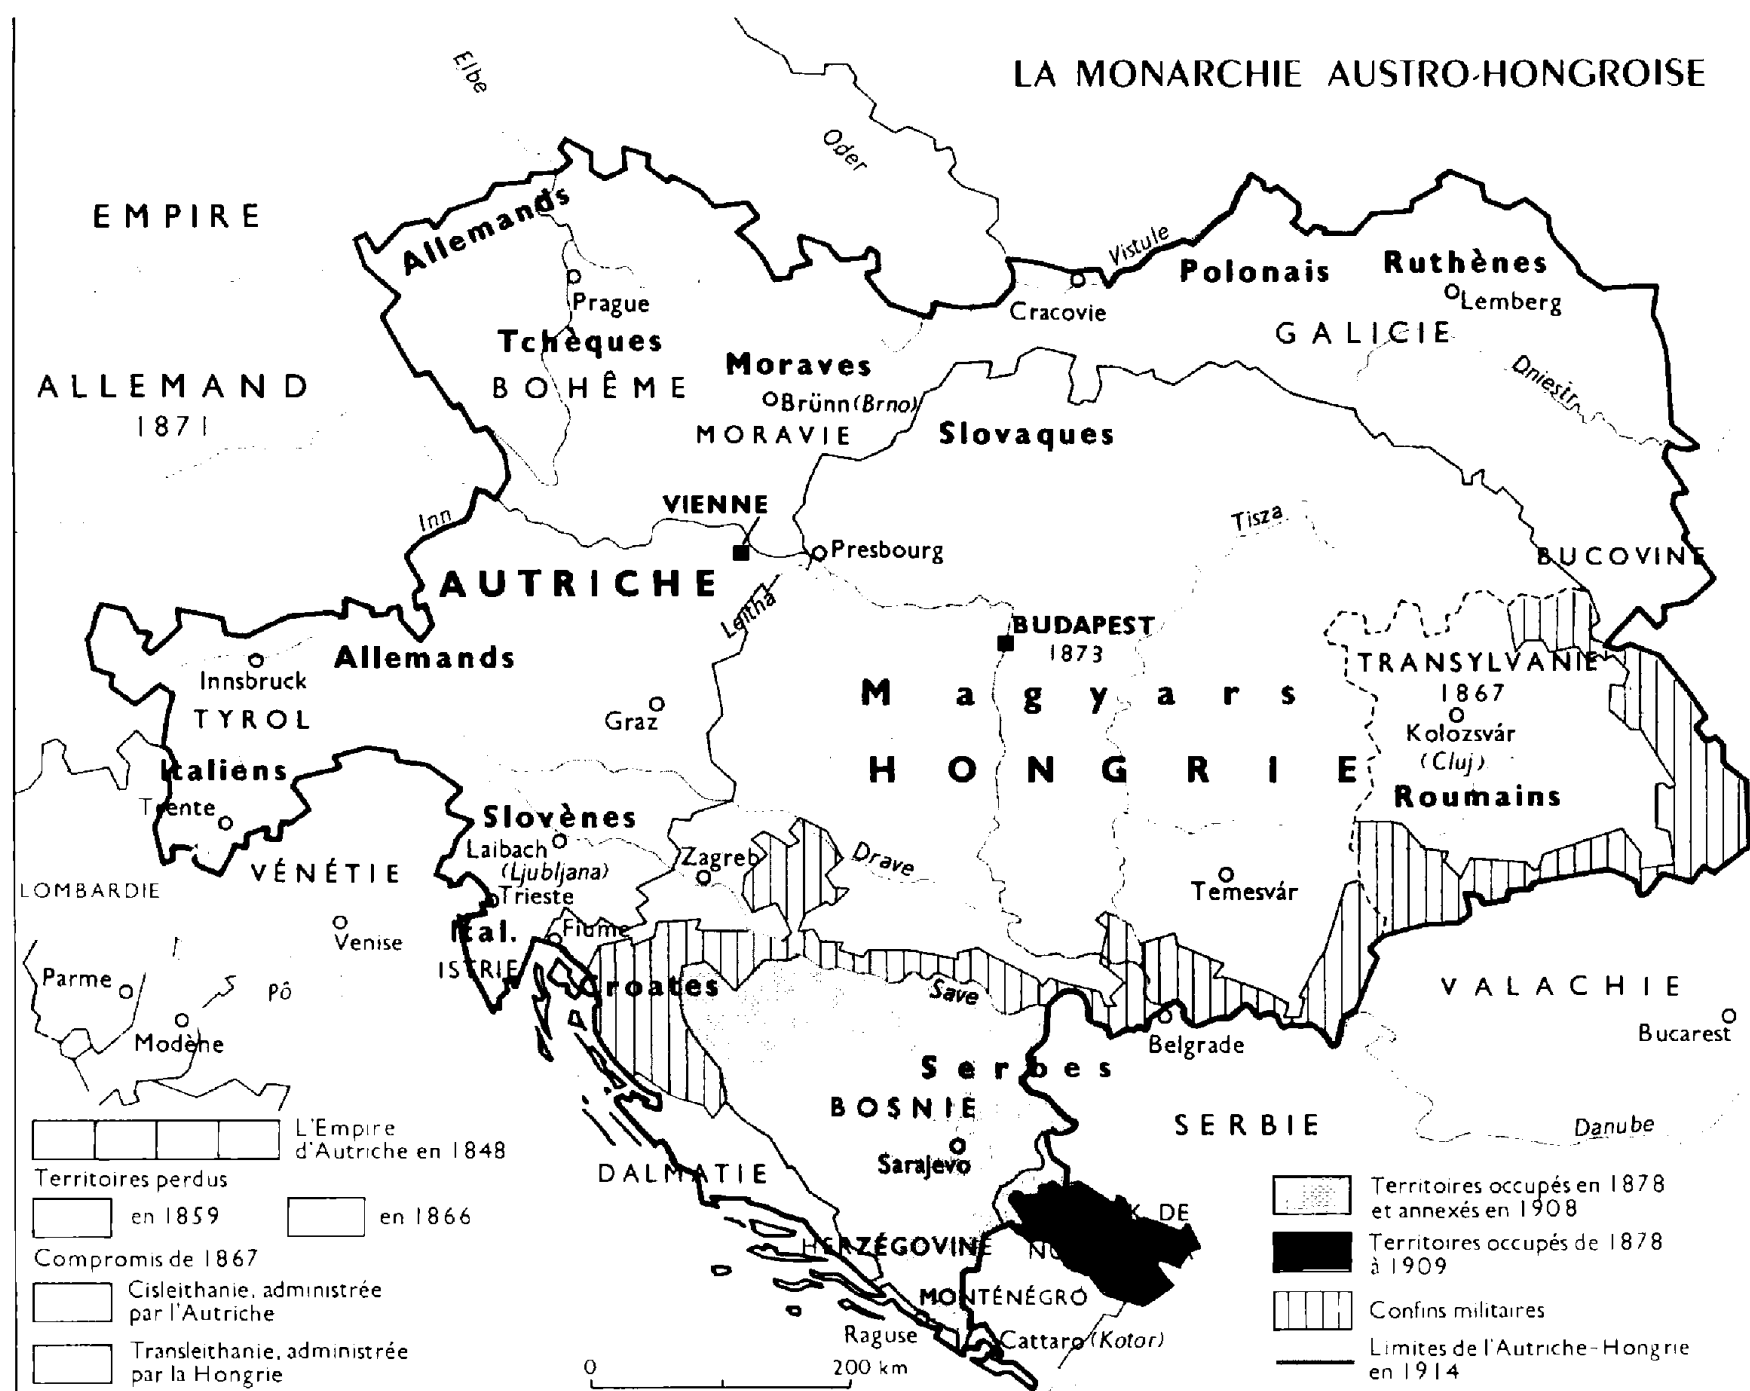 LA MONARCHIE AUSTRO-HONGROISE
Elbe
Oder
EMPIRE
ALLEMAND
1871
Allemands
Prague
Tchèques
BOHÊME
Moraves
Brünn (Brno)
MORAVIE
Cracovie
Vistule
Polonais
Ruthènes
Lemberg
GALICIE
Dniestr
Slovaques
VIENNE
Inn
Presbourg
Tisza
BUCOVINE
AUTRICHE
Leitha
BUDAPEST
1873
Allemands
Innsbruck
TYROL
Graz
Magyars
HONGRIE
TRANSYLVANIE
1867
Kolozsvár
(Cluj)
Roumains
Italiens
Trente
Slovènes
Laibach
(Ljubljana)
Trieste
Zagreb
Drave
Temesvár
VÉNÉTIE
LOMBARDIE
Venise
Ital.
ISTRIE
Fiume
Croates
Save
Parme
Pô
Modène
VALACHIE
Bucarest
Belgrade
Serbes
BOSNIE
SERBIE
Danube
Sarajevo
DALMATIE
HERZÉGOVINE
DE
MONTÉNÉGRO
Raguse
Cattaro (Kotor)
0 200 km
L'Empire
d'Autriche en 1848
Territoires perdus
en 1859 en 1866
Compromis de 1867
Cisleithanie, administrée
par l'Autriche
Transleithanie, administrée
par la Hongrie
Territoires occupés en 1878
et annexés en 1908
Territoires occupés de 1878
à 1909
Confins militaires
Limites de l'Autriche-Hongrie
en 1914